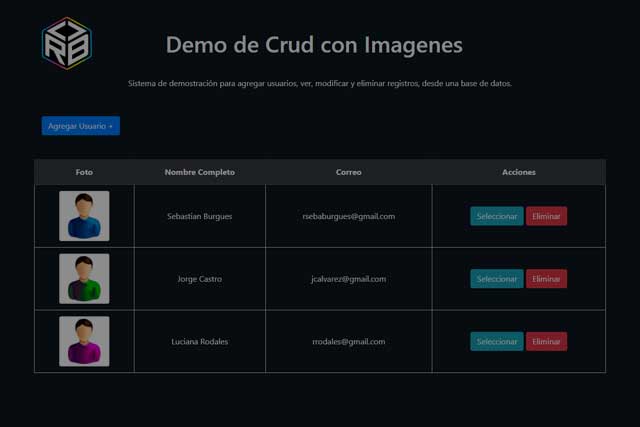 SRB
Demo de Crud con Imagenes
Sistema de demostración para agregar usuarios, ver, modificar y eliminar registros, desde una base de datos.
Agregar Usuario +
Foto Nombre Completo Correo Acciones
Sebastian Burgues rsebaburgues@gmail.com Seleccionar Eliminar
Jorge Castro jcalvarez@gmail.com Seleccionar Eliminar
Luciana Rodales rrodales@gmail.com Seleccionar Eliminar